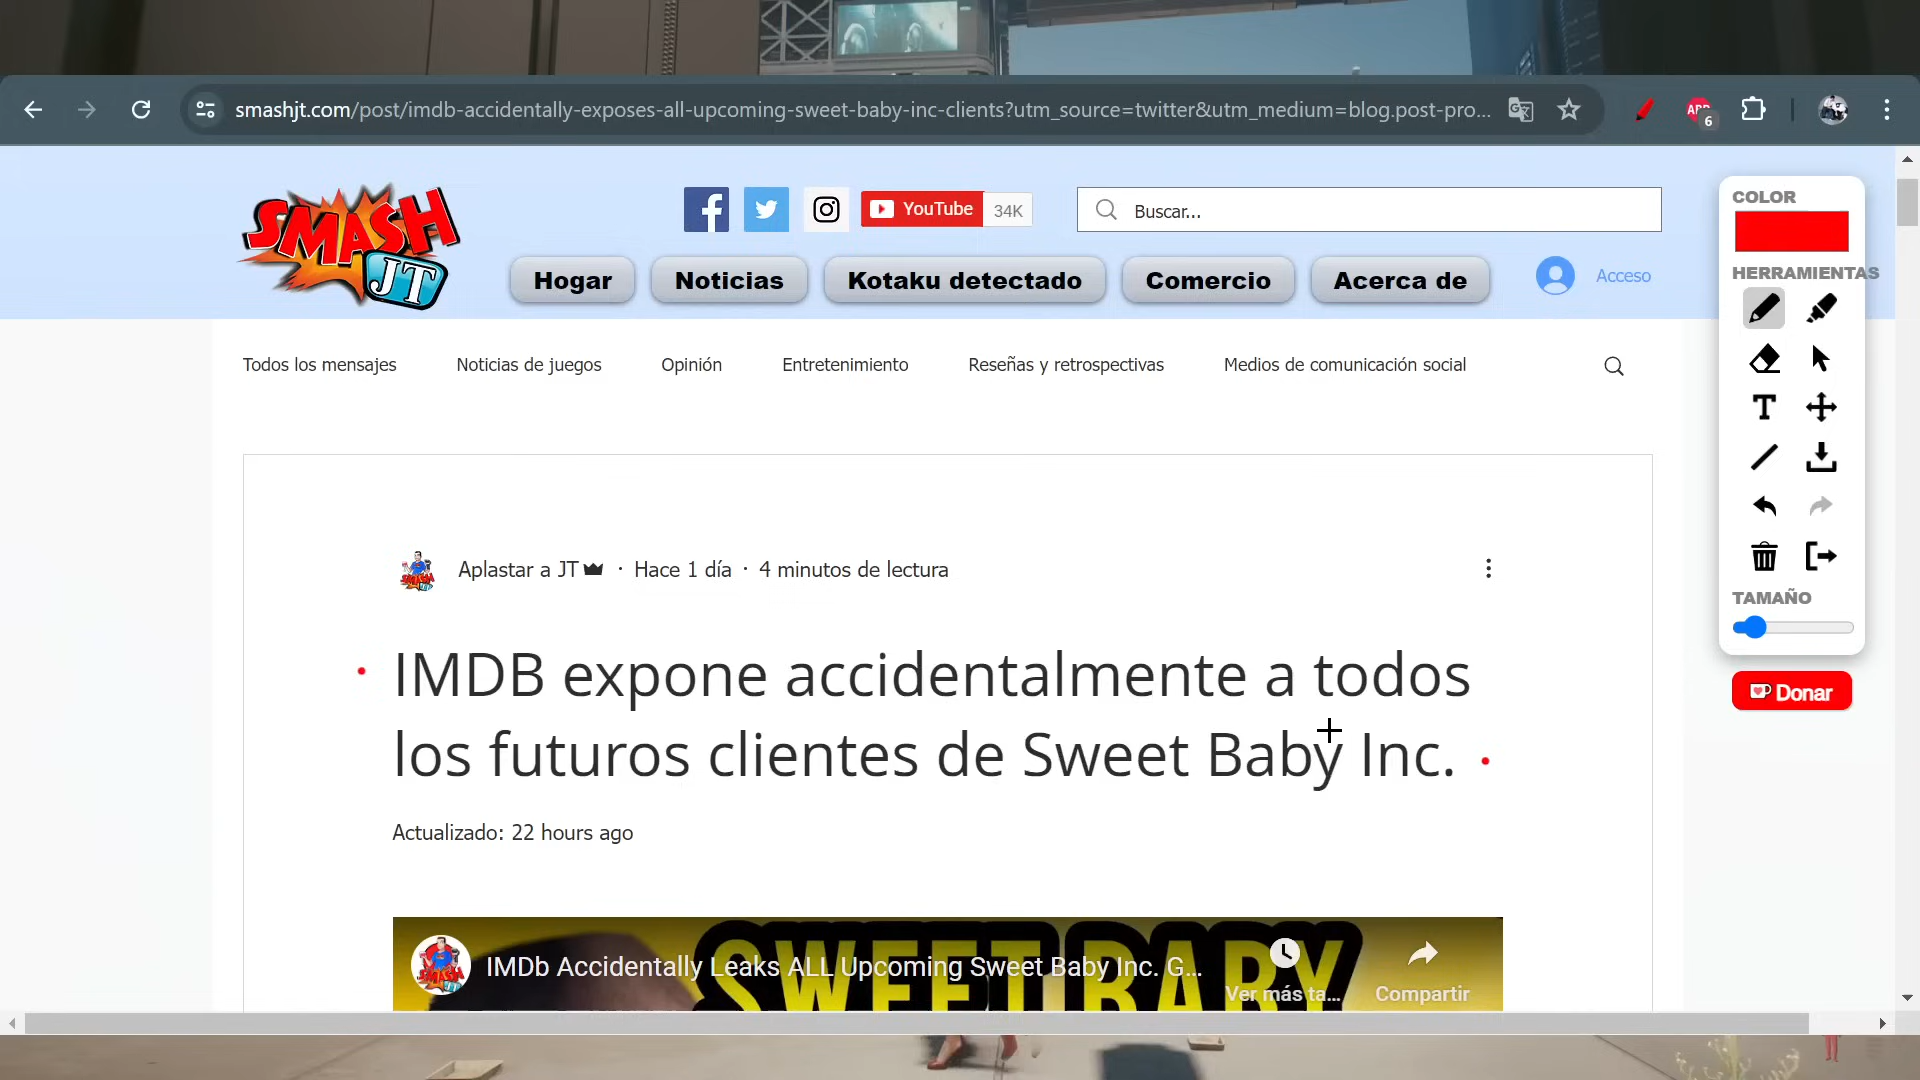 smashjt.com/post/imdb-accidentally-exposes-all-upcoming-sweet-baby-inc-clients?utm_source=twitter&utm_medium=blog.post-pro...
ABP
6
SMASH
JT
YouTube
34K
Buscar...
Hogar
Noticias
Kotaku detectado
Comercio
Acerca de
Acceso
Todos los mensajes
Noticias de juegos
Opinión
Entretenimiento
Reseñas y retrospectivas
Medios de comunicación social
Aplastar a JT · Hace 1 día · 4 minutos de lectura
IMDB expone accidentalmente a todos
los futuros clientes de Sweet Baby Inc.
Actualizado: 22 hours ago
IMDb Accidentally Leaks ALL Upcoming Sweet Baby Inc. G...
SWEET BABY
Ver más ta...
Compartir
COLOR
HERRAMIENTAS
T
TAMAÑO
Donar